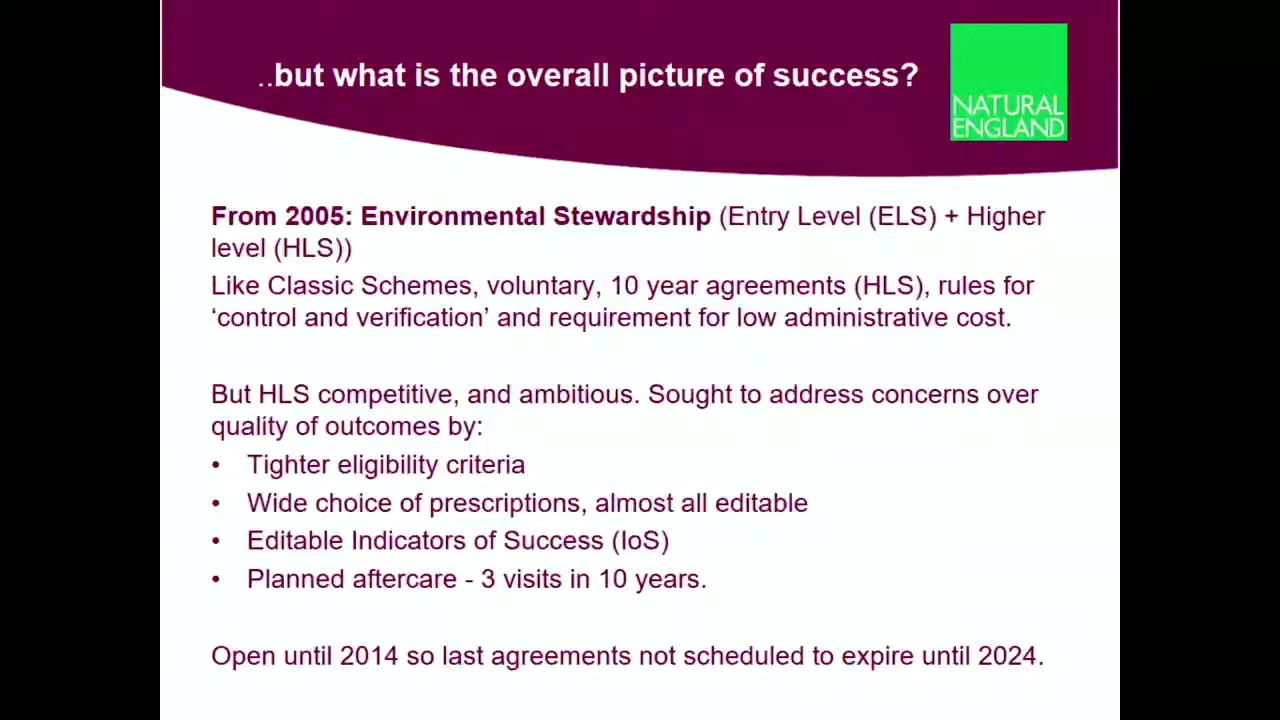 ..but what is the overall picture of success?
NATURAL
ENGLAND
From 2005: Environmental Stewardship (Entry Level (ELS) + Higher
level (HLS))
Like Classic Schemes, voluntary, 10 year agreements (HLS), rules for
‘control and verification’ and requirement for low administrative cost.
But HLS competitive, and ambitious. Sought to address concerns over
quality of outcomes by:
• Tighter eligibility criteria
• Wide choice of prescriptions, almost all editable
• Editable Indicators of Success (IoS)
• Planned aftercare - 3 visits in 10 years.
Open until 2014 so last agreements not scheduled to expire until 2024.